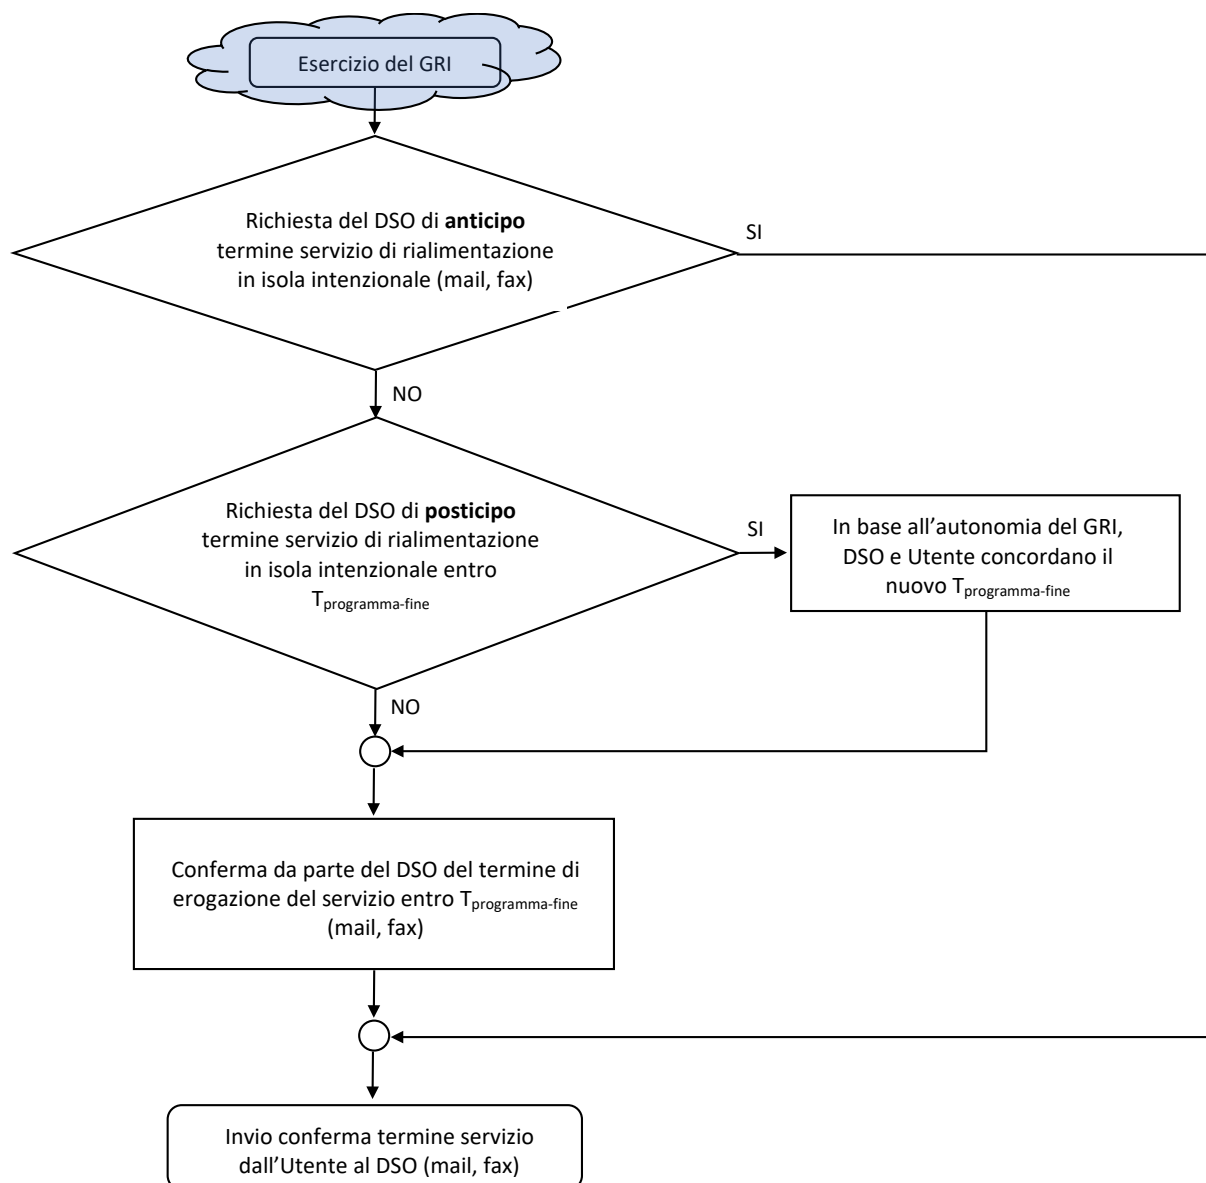 Esercizio del GRI
Richiesta del DSO di anticipo
termine servizio di rialimentazione
in isola intenzionale (mail, fax)
SI
NO
Richiesta del DSO di posticipo
termine servizio di rialimentazione
in isola intenzionale entro
Tprogramma-fine
SI
In base all’autonomia del GRI,
DSO e Utente concordano il
nuovo Tprogramma-fine
NO
Conferma da parte del DSO del termine di
erogazione del servizio entro Tprogramma-fine
(mail, fax)
Invio conferma termine servizio
dall’Utente al DSO (mail, fax)